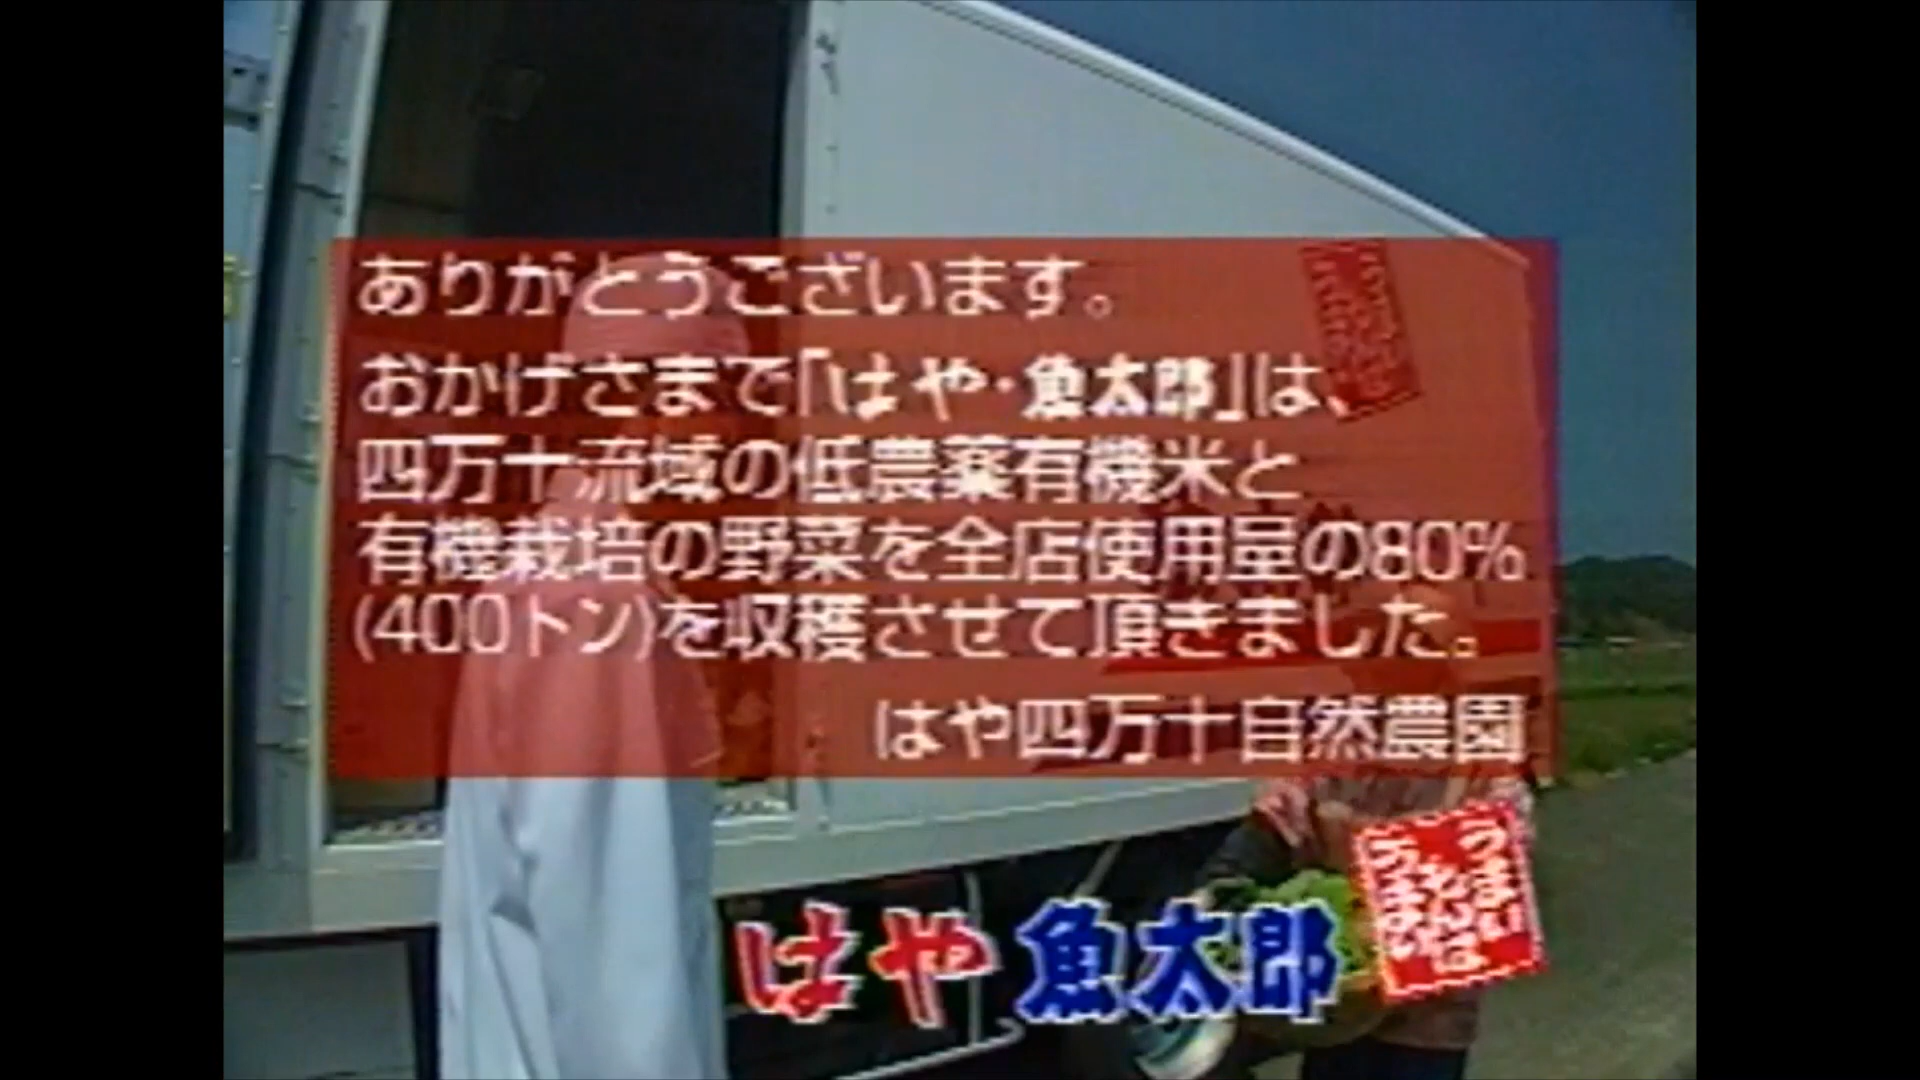 ありがとうございます。
おかげさまで「はや・魚太郎」は、
四万十流域の低農薬有機米と
有機栽培の野菜を全店使用量の80%
(400トン)を収穫させて頂きました。
はや四万十自然農園
はや 魚太郎
うまい
うまい